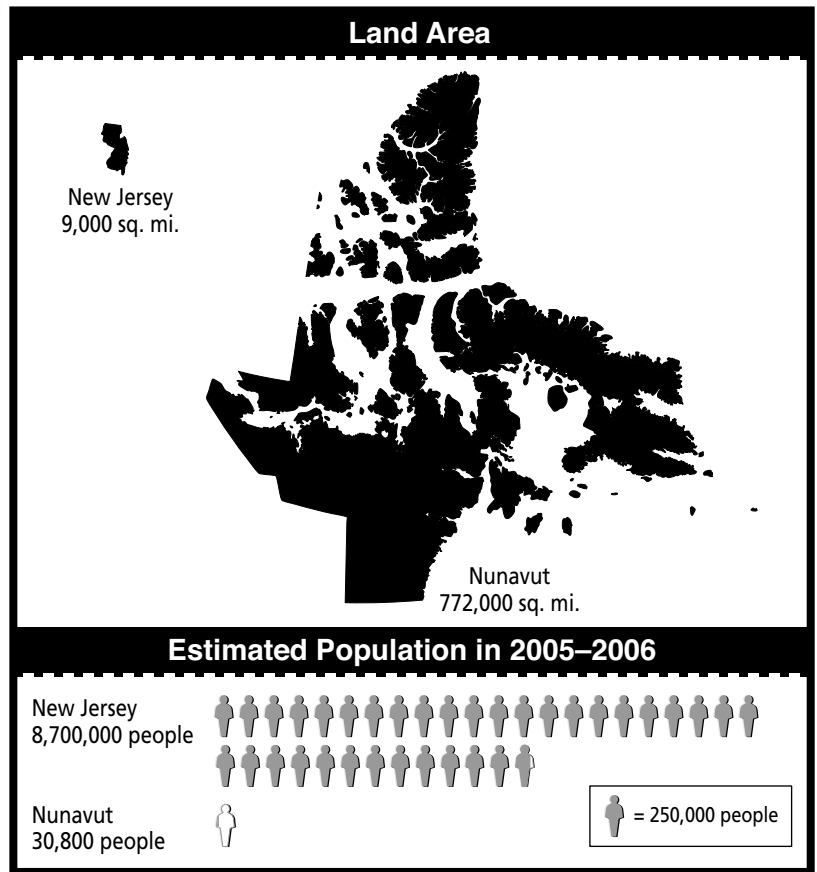 Land Area
New Jersey
9,000 sq. mi.
Nunavut
772,000 sq. mi.
Estimated Population in 2005–2006
New Jersey
8,700,000 people
Nunavut
30,800 people
= 250,000 people